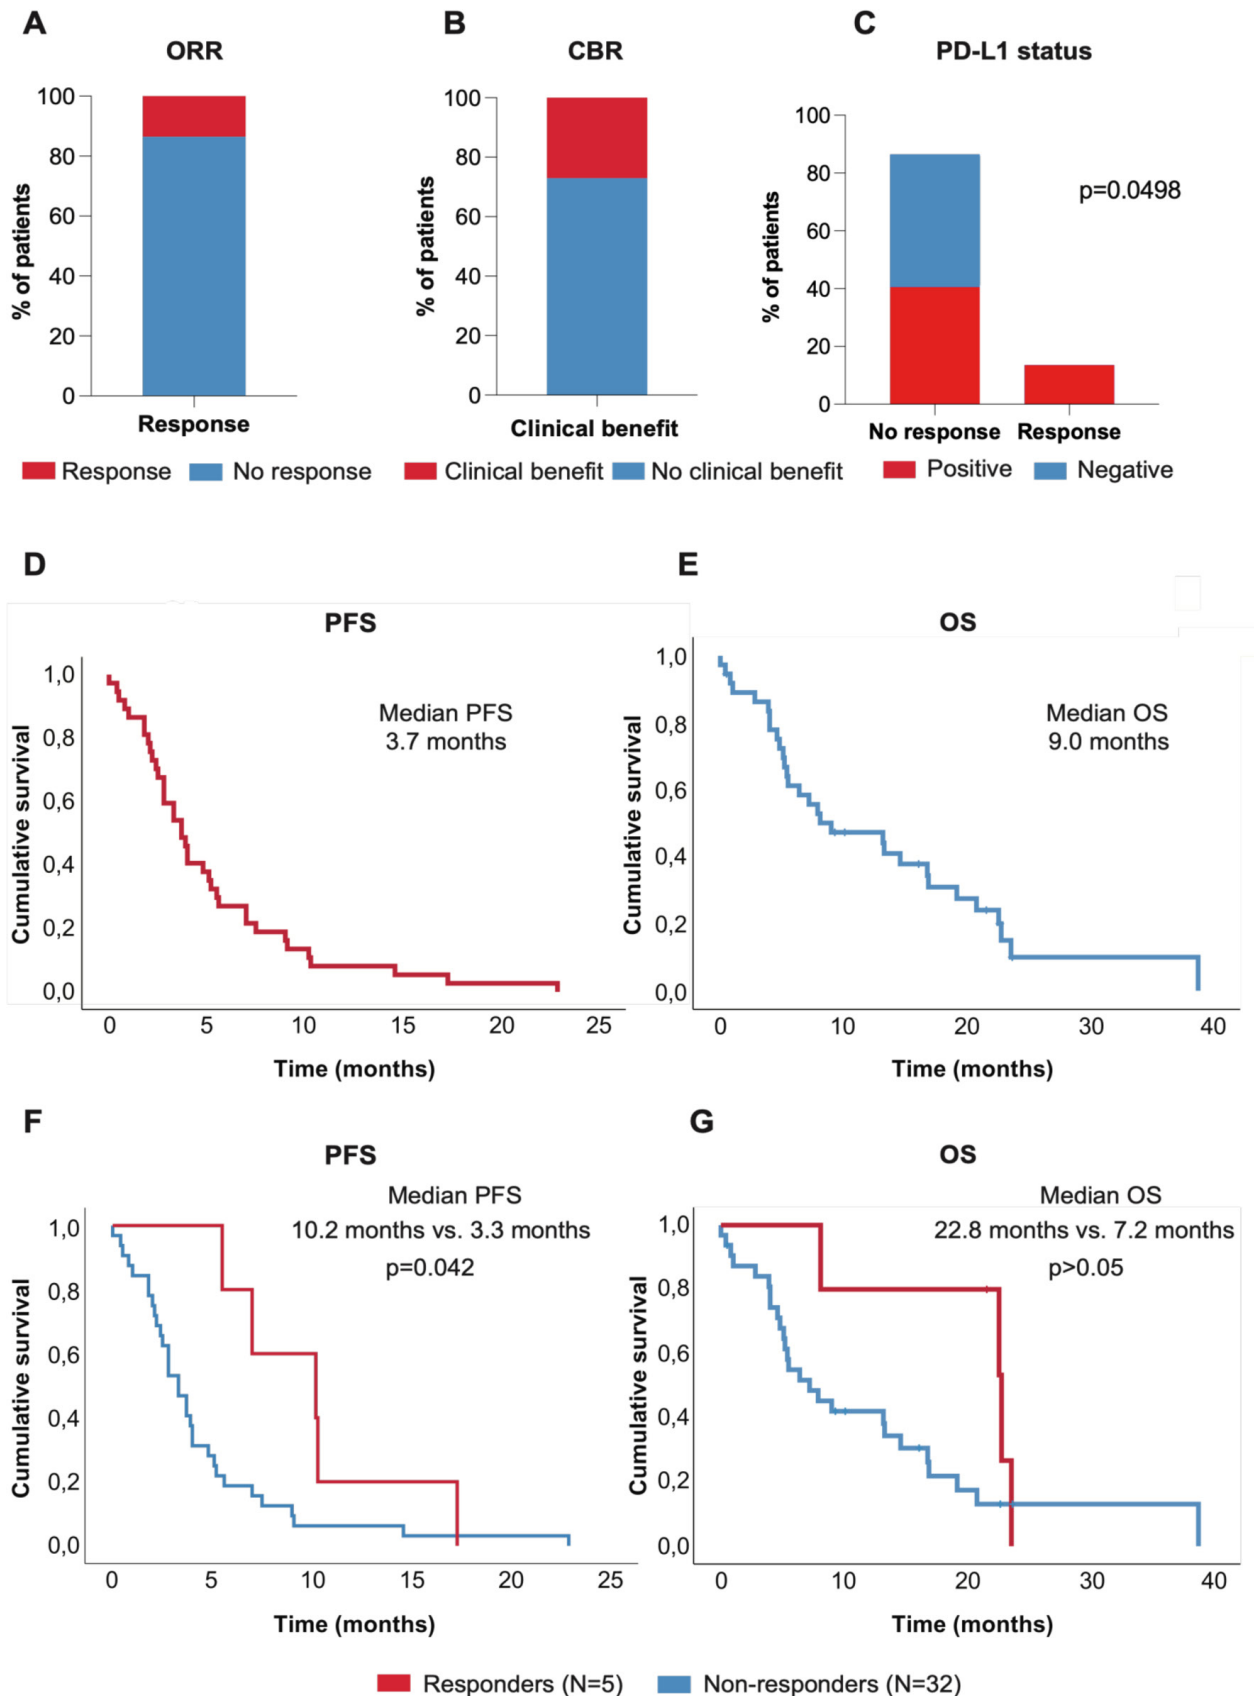 A
ORR
% of patients
100
80
60
40
20
0
Response
Response
No response
B
CBR
% of patients
100
80
60
40
20
0
Clinical benefit
Clinical benefit
No clinical benefit
C
PD-L1 status
% of patients
100
80
60
40
20
0
p=0.0498
No response
Response
Positive
Negative
D
PFS
Cumulative survival
1,0
0,8
0,6
0,4
0,2
0,0
Median PFS
3.7 months
0 5 10 15 20 25
Time (months)
E
OS
Cumulative survival
1,0
0,8
0,6
0,4
0,2
0,0
Median OS
9.0 months
0 10 20 30 40
Time (months)
F
PFS
Median PFS
10.2 months vs. 3.3 months
p=0.042
Cumulative survival
1,0
0,8
0,6
0,4
0,2
0,0
0 5 10 15 20 25
Time (months)
G
OS
Median OS
22.8 months vs. 7.2 months
p>0.05
Cumulative survival
1,0
0,8
0,6
0,4
0,2
0,0
0 10 20 30 40
Time (months)
Responders (N=5)
Non-responders (N=32)